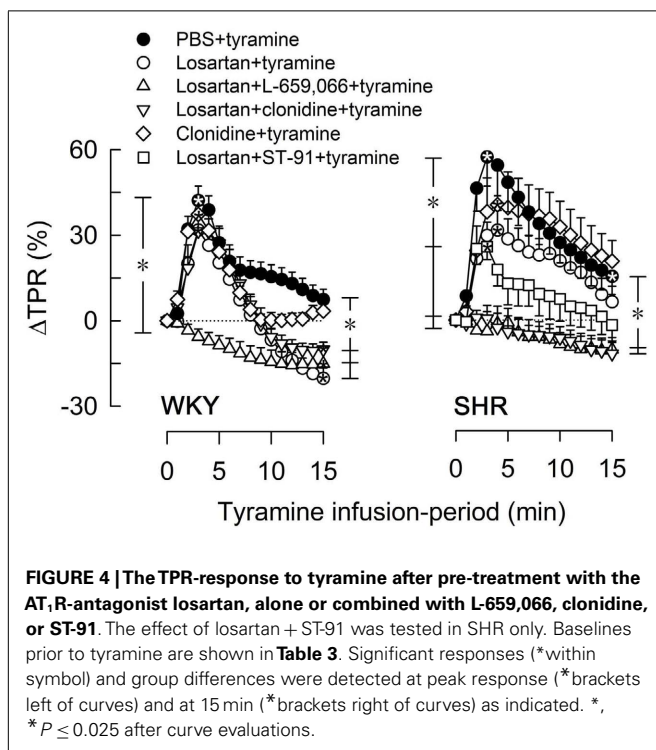 PBS+tyramine
Losartan+tyramine
Losartan+L-659,066+tyramine
Losartan+clonidine+tyramine
Clonidine+tyramine
Losartan+ST-91+tyramine
ΔTPR (%)
60
30
0
-30
*
*
*
*
WKY
SHR
0 5 10 15
0 5 10 15
Tyramine infusion-period (min)
FIGURE 4 | The TPR-response to tyramine after pre-treatment with the
AT₁R-antagonist losartan, alone or combined with L-659,066, clonidine,
or ST-91. The effect of losartan + ST-91 was tested in SHR only. Baselines
prior to tyramine are shown in Table 3. Significant responses (*within
symbol) and group differences were detected at peak response (*brackets
left of curves) and at 15 min (*brackets right of curves) as indicated. *,
*P ≤ 0.025 after curve evaluations.